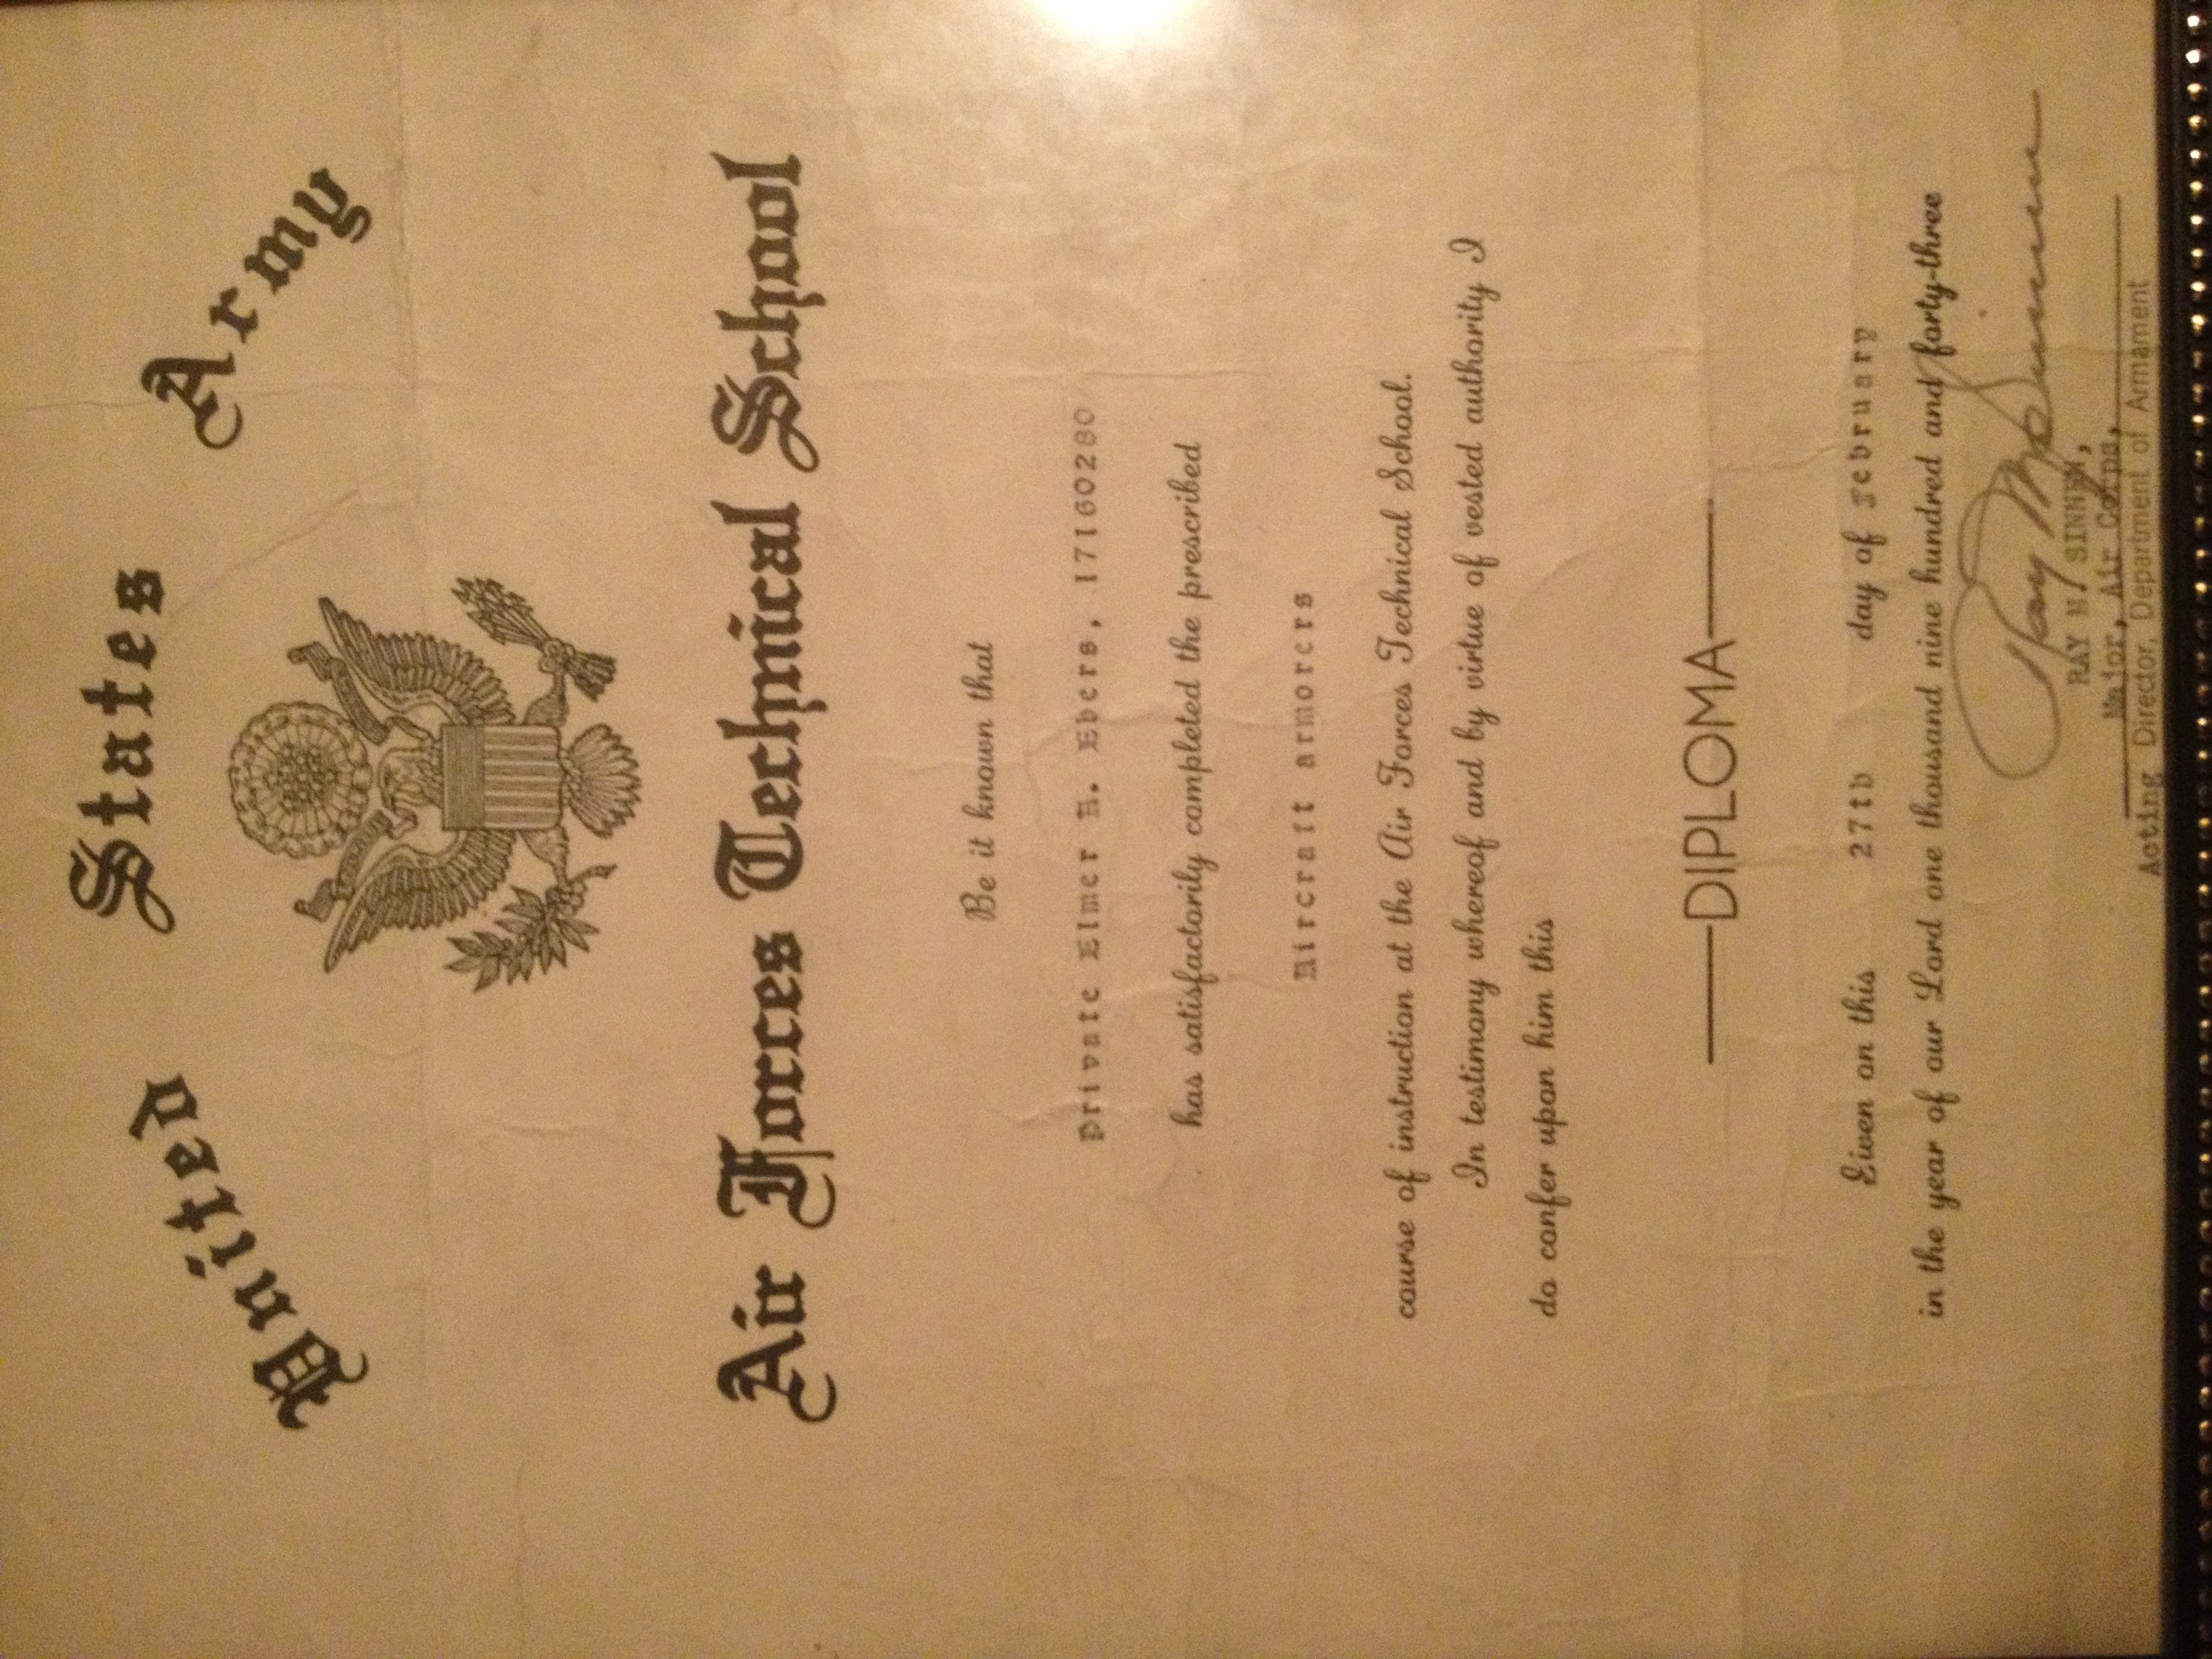 United States Army
Air Forces Technical School
Be it known that
Private Elmer H. Ebers, 17160280
has satisfactorily completed the prescribed
Aircraft Armorers
course of instruction at the Air Forces Technical School.
In testimony whereof and by virtue of vested authority I
do confer upon him this
DIPLOMA
Given on this 27th day of February
in the year of our Lord one thousand nine hundred and forty-three
Ray M Sinnen
RAY M. SINNEN,
Major, Air Corps,
Acting Director, Department of Armament